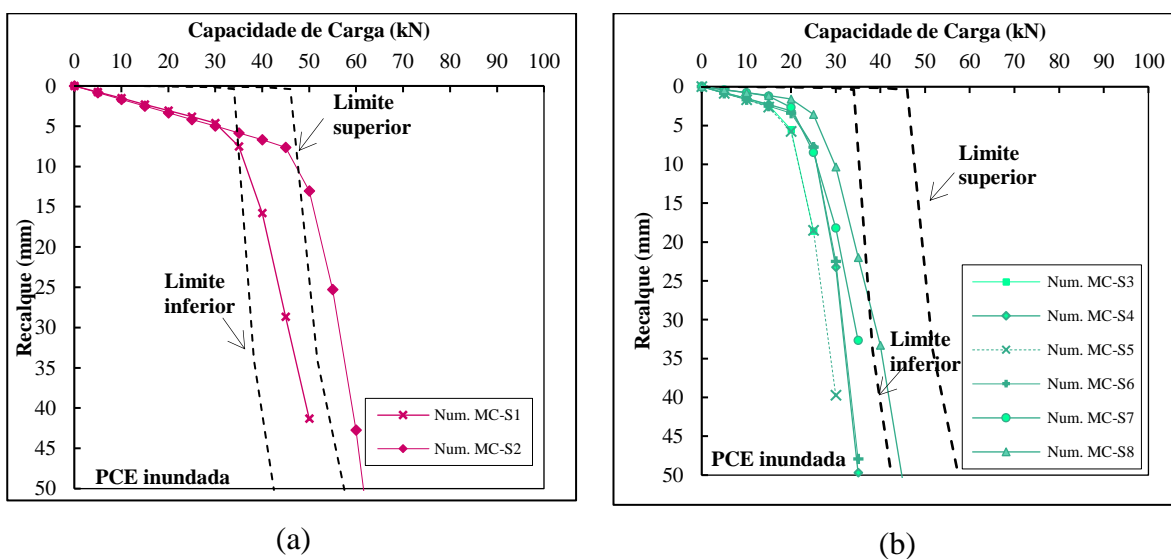 Capacidade de Carga (kN)
0 10 20 30 40 50 60 70 80 90 100
Recalque (mm)
0
5
10
15
20
25
30
35
40
45
50
Limite
superior
Limite
inferior
Num. MC-S1
Num. MC-S2
PCE inundada
(a)
Capacidade de Carga (kN)
0 10 20 30 40 50 60 70 80 90 100
Recalque (mm)
0
5
10
15
20
25
30
35
40
45
50
Limite
superior
Limite
inferior
Num. MC-S3
Num. MC-S4
Num. MC-S5
Num. MC-S6
Num. MC-S7
Num. MC-S8
PCE inundada
(b)